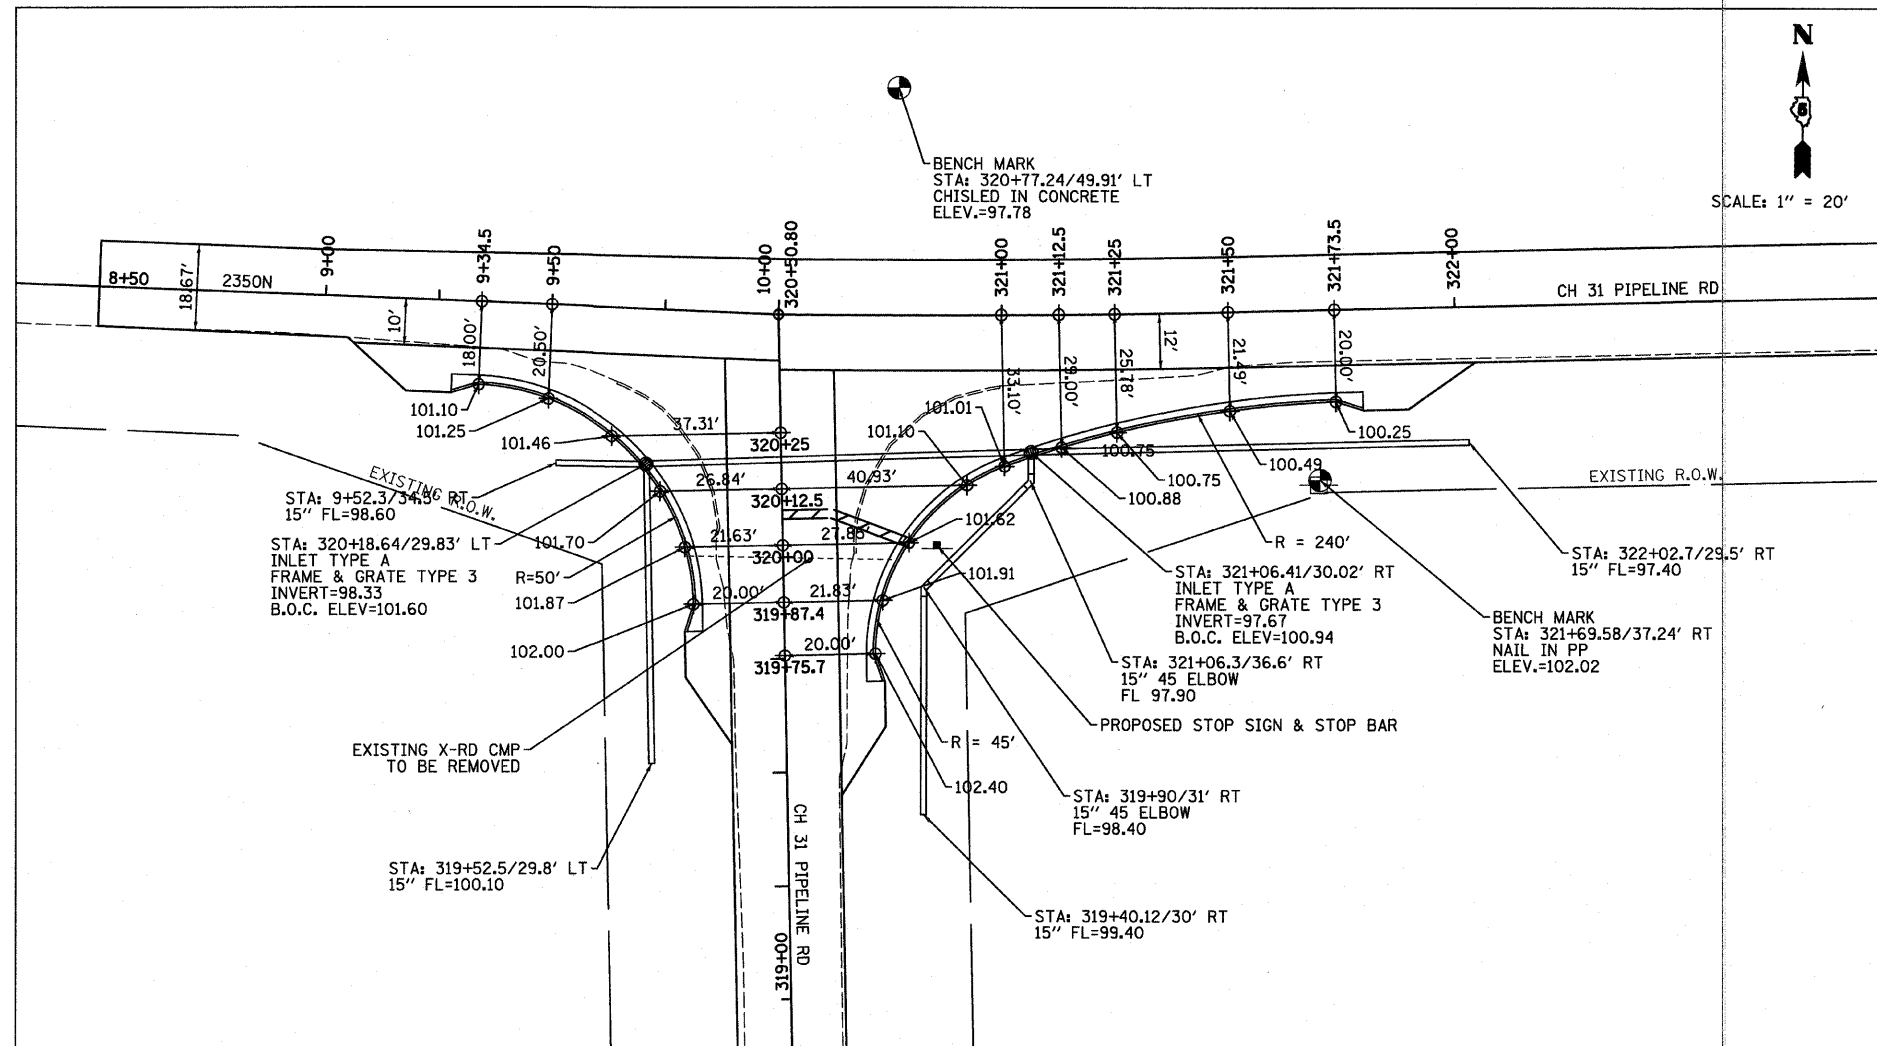 N
5
SCALE: 1" = 20'
BENCH MARK
STA: 320+77.24/49.91' LT
CHISLED IN CONCRETE
ELEV.=97.78
8+50
2350N
18.67'
9+00
10'
9+34.5
9+50
10+00
320+50.80
321+00
321+12.5
321+25
321+50
321+73.5
322+00
CH 31 PIPELINE RD
12'
18.00'
20.50'
33.10'
29.00'
25.78'
21.49'
20.00'
101.10
101.25
101.46
37.31'
320+25
101.01
101.10
100.75
100.49
100.25
100.75
100.88
EXISTING R.O.W.
EXISTING R.O.W.
STA: 9+52.3/34.5' RT
15" FL=98.60
26.84'
320+12.5
40.93'
STA: 320+18.64/29.83' LT
INLET TYPE A
FRAME & GRATE TYPE 3
INVERT=98.33
B.O.C. ELEV=101.60
101.70
21.63'
320+00
27.85'
101.62
R=50'
101.87
20.00'
319+87.4
21.83'
101.91
102.00
20.00'
319+75.7
R = 240'
STA: 322+02.7/29.5' RT
15" FL=97.40
STA: 321+06.41/30.02' RT
INLET TYPE A
FRAME & GRATE TYPE 3
INVERT=97.67
B.O.C. ELEV=100.94
BENCH MARK
STA: 321+69.58/37.24' RT
NAIL IN PP
ELEV.=102.02
STA: 321+06.3/36.6' RT
15" 45 ELBOW
FL 97.90
PROPOSED STOP SIGN & STOP BAR
EXISTING X-RD CMP
TO BE REMOVED
R = 45'
102.40
STA: 319+90/31' RT
15" 45 ELBOW
FL=98.40
CH 31 PIPELINE RD
STA: 319+52.5/29.8' LT
15" FL=100.10
STA: 319+40.12/30' RT
15" FL=99.40
319+00